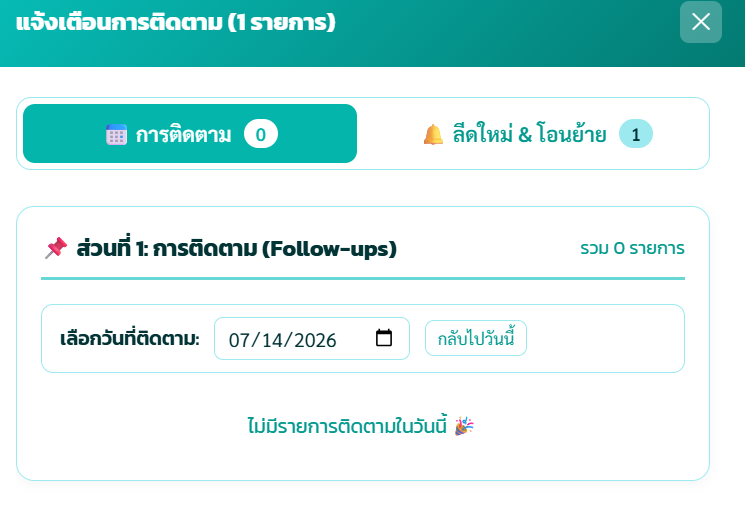 แจ้งเตือนการติดตาม (1 รายการ)
การติดตาม 0
ลีดใหม่ & โอนย้าย 1
ส่วนที่ 1: การติดตาม (Follow-ups)
รวม 0 รายการ
เลือกวันที่ติดตาม: 07/14/2026 กลับไปวันนี้
ไม่มีรายการติดตามในวันนี้ 🎉